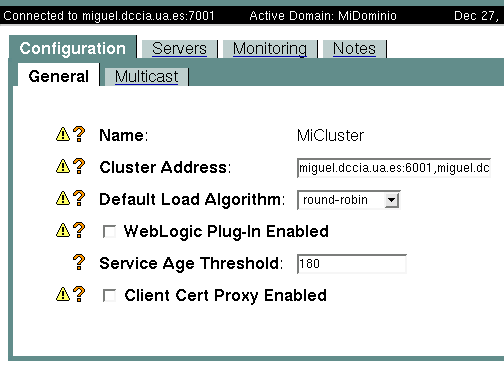 Connected to miguel.dccia.ua.es:7001 Active Domain: MiDominio Dec 27,
Configuration Servers Monitoring Notes
General Multicast
? Name: MiCluster
? Cluster Address: miguel.dccia.ua.es:6001,miguel.dc
? Default Load Algorithm: round-robin
? WebLogic Plug-In Enabled
? Service Age Threshold: 180
? Client Cert Proxy Enabled